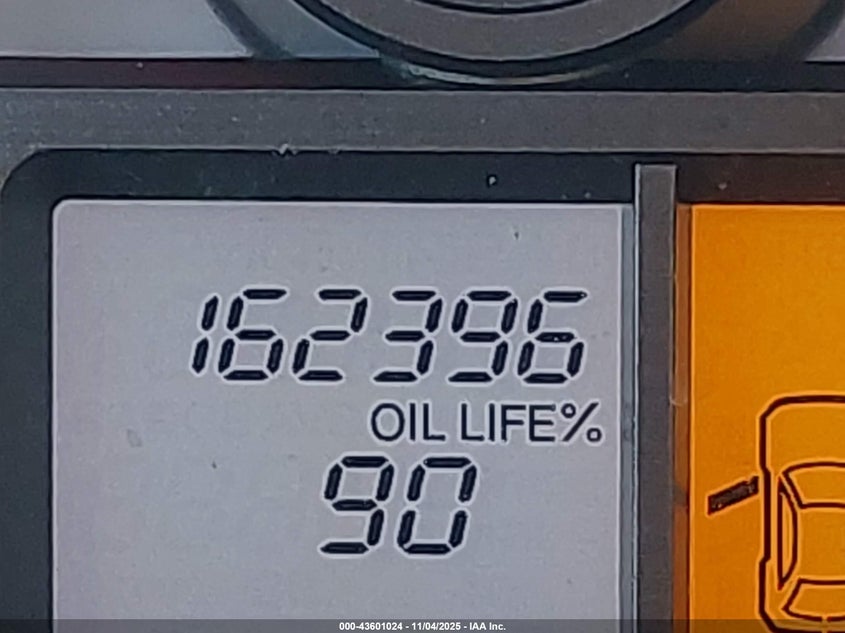 162396
OIL LIFE%
90
000-43601024 - 11/04/2025 - IAA Inc.